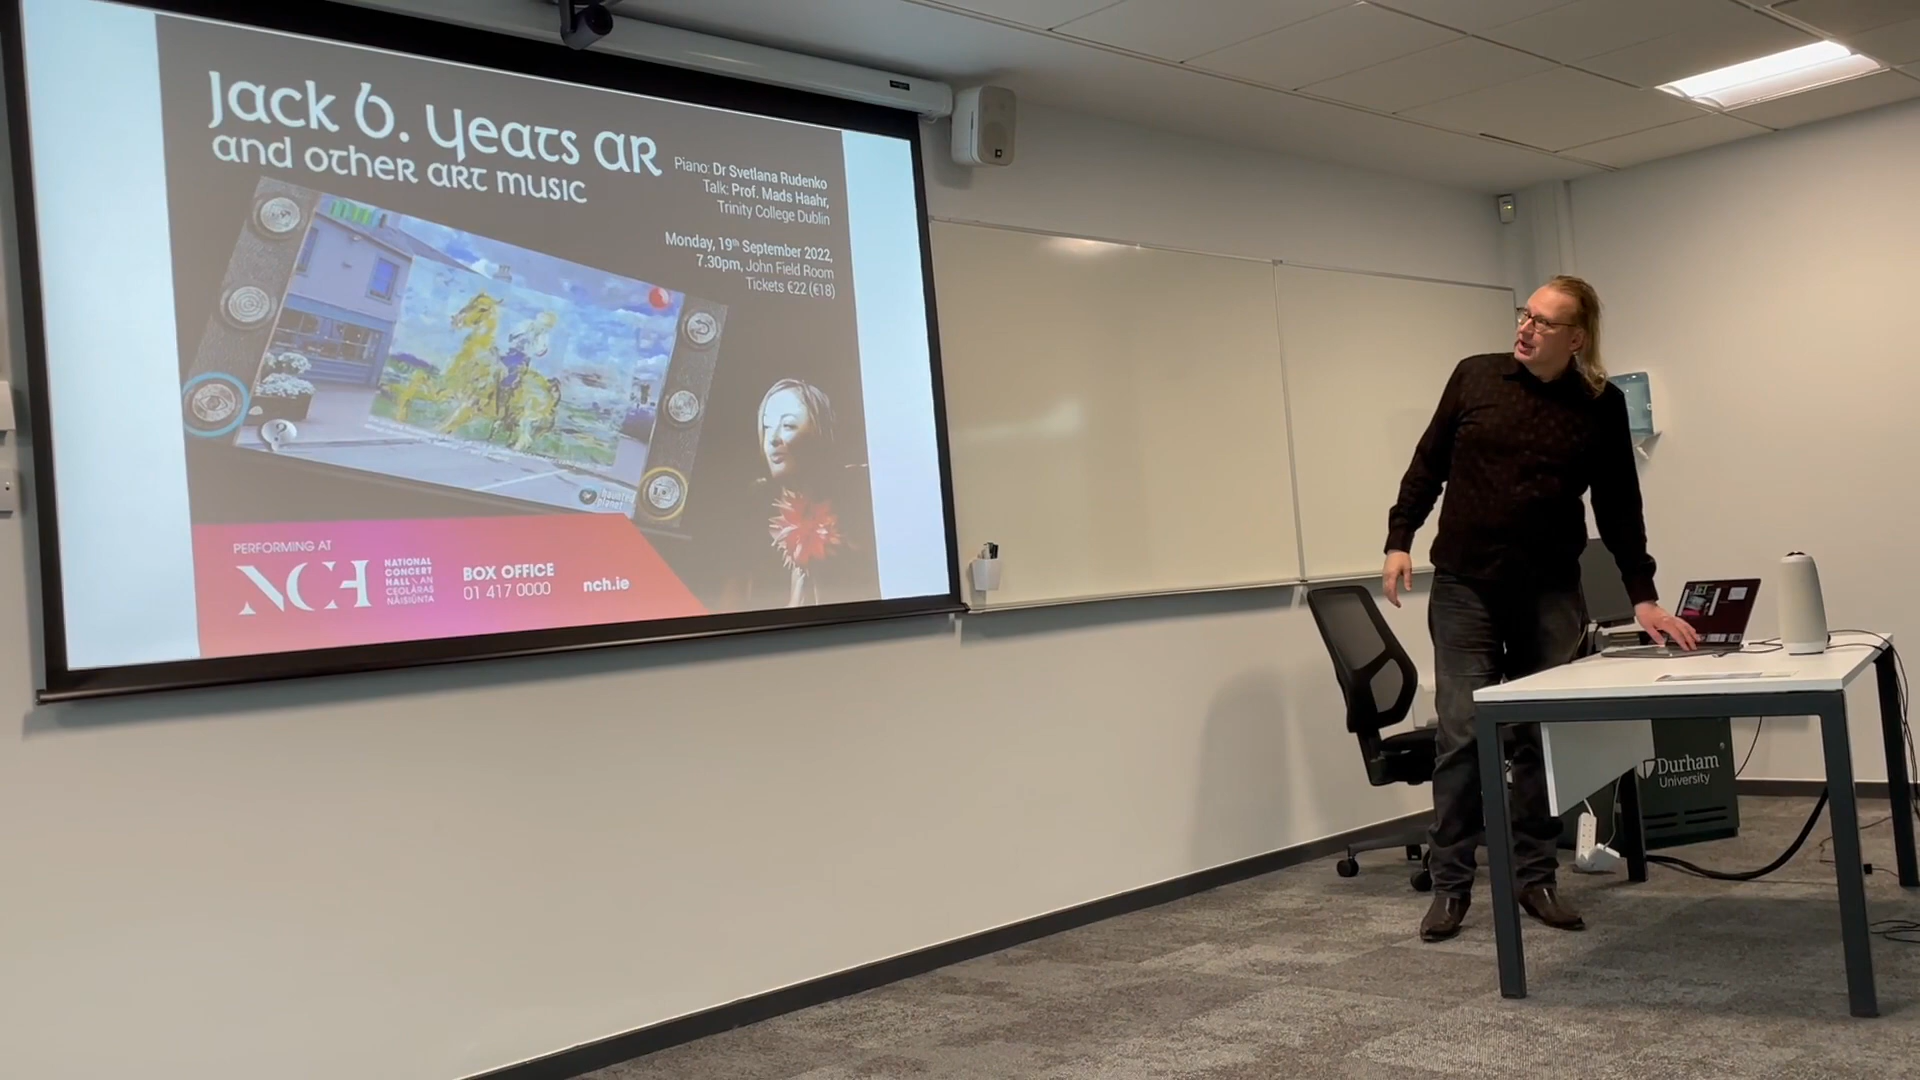 Jack B. Yeats AR
and other art music
Piano: Dr Svetlana Rudenko
Talk: Prof. Mads Haahr,
Trinity College Dublin
Monday, 19th September 2022,
7.30pm, John Field Room
Tickets €22 (€18)
haunted
planet
PERFORMING AT
NCH
NATIONAL
CONCERT
HALL AN
CEOLÁRAS
NÁISIÚNTA
BOX OFFICE
01 417 0000
nch.ie
Durham
University